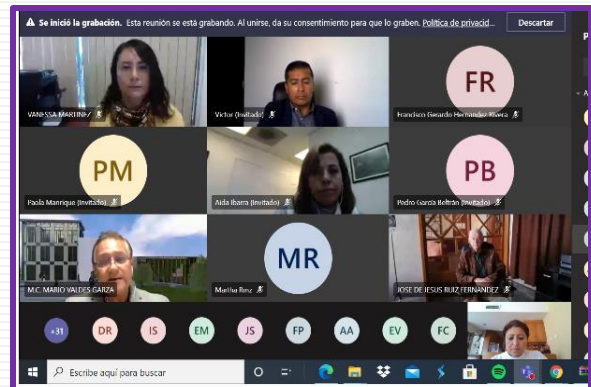 Se inició la grabación. Esta reunión se está grabando. Al unirse, da su consentimiento para que lo graben. Política de privacid... Descartar
VANESSA MARTINEZ
Victor (Invitado)
FR
Francisco Gerardo Hernandez Rivera
PM
Paola Manrique (Invitado)
Aida Ibarra (Invitado)
PB
Pedro García Beltrán (Invitado)
M.C. MARIO VALDES GARZA
MR
Martha
JOSE DE JESUS RUIZ FERNANDEZ
+31 DR IS EM JS FP AA EV FC
Escribe aquí para buscar